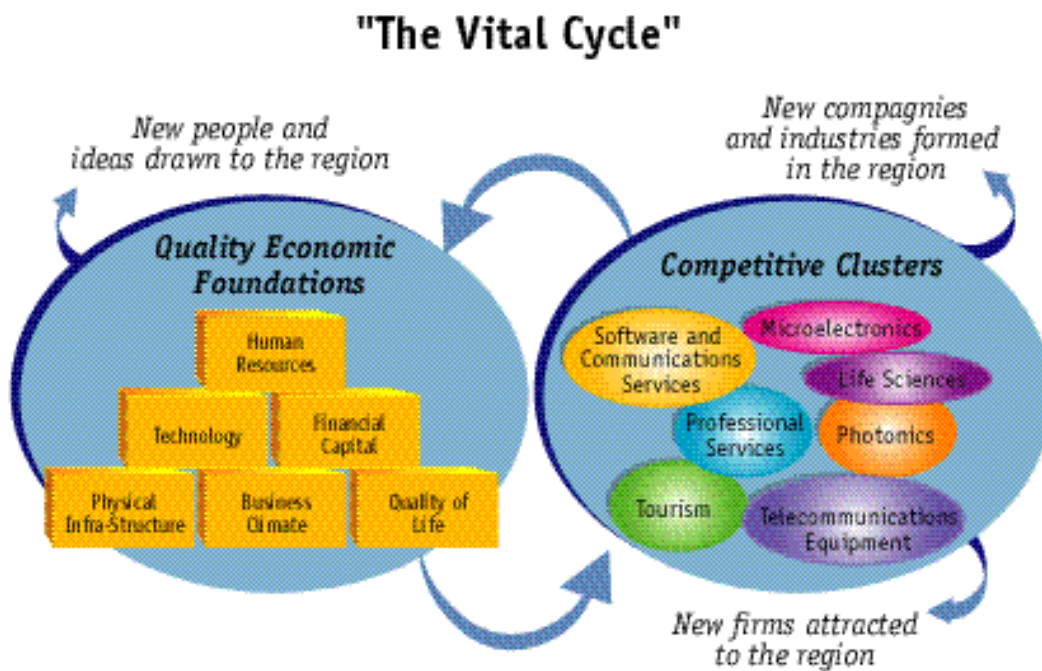 "The Vital Cycle"
New people and
ideas drawn to the region
New compagnies
and industries formed
in the region
Quality Economic
Foundations
Human
Resources
Technology
Financial
Capital
Physical
Infra-Structure
Business
Climate
Quality of
Life
Competitive Clusters
Software and
Communications
Services
Microelectronics
Life Sciences
Professional
Services
Photonics
Tourism
Telecommunications
Equipment
New firms attracted
to the region